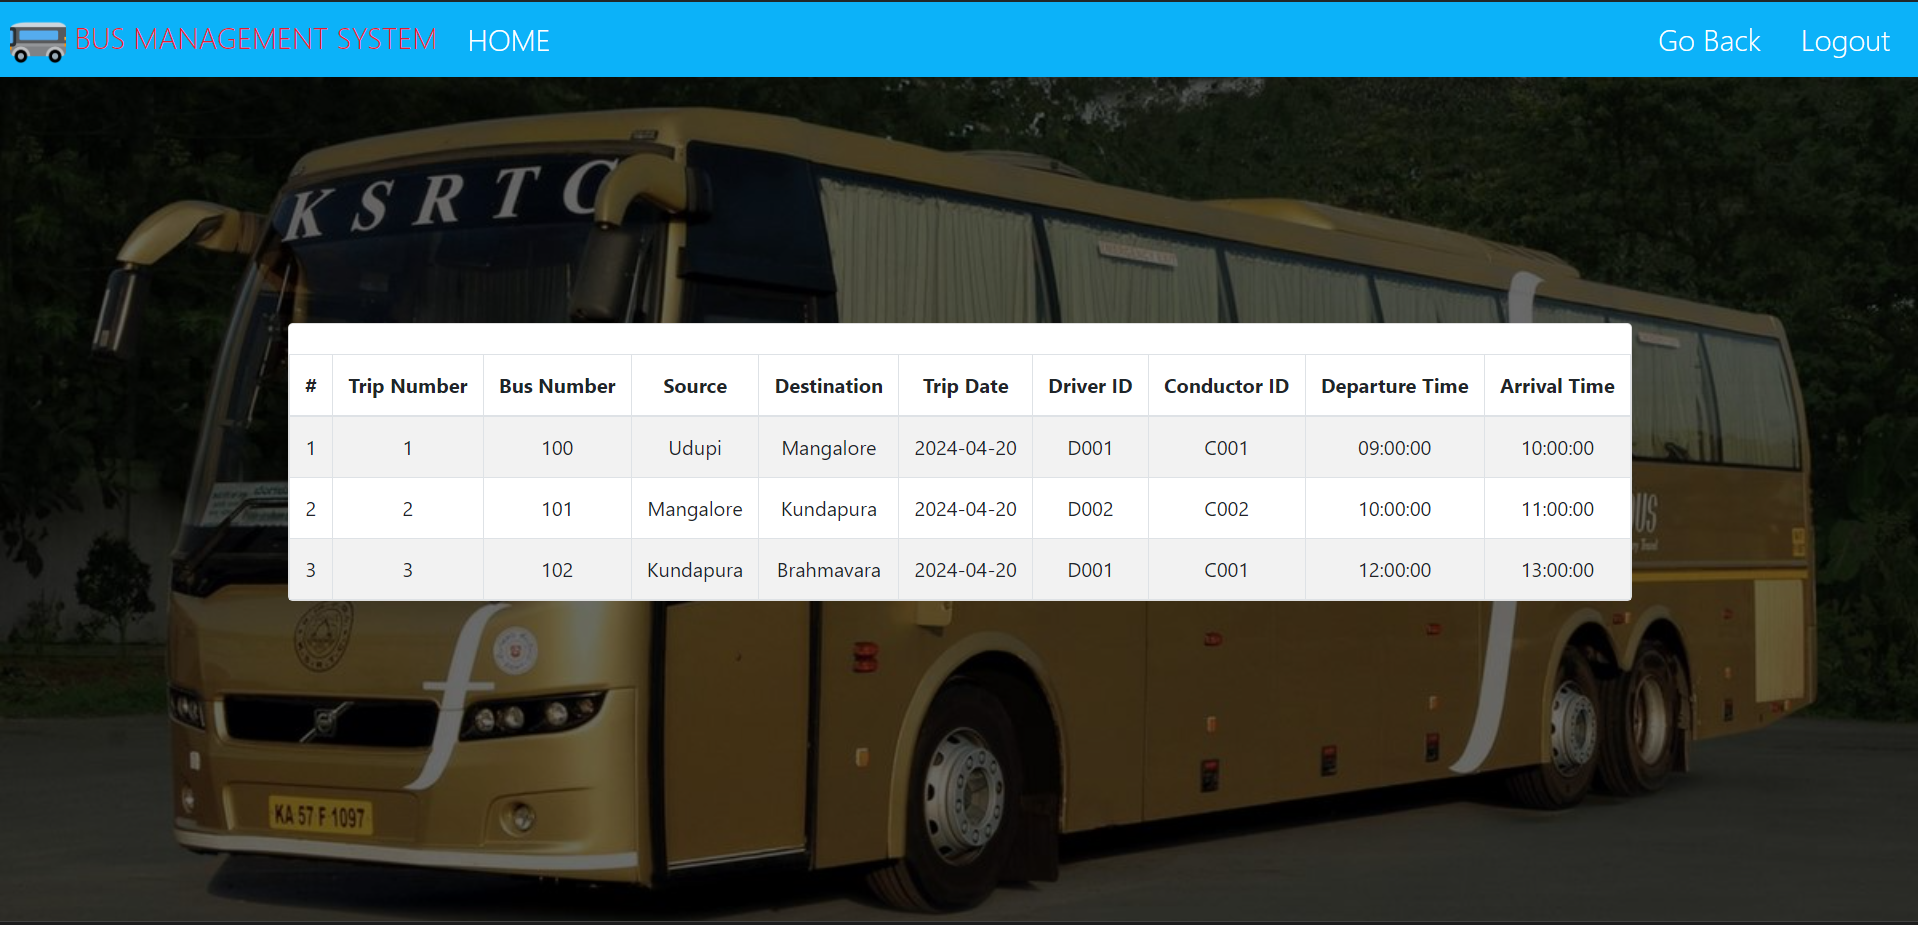 BUS MANAGEMENT SYSTEM HOME Go Back Logout
KSRTC
# Trip Number Bus Number Source Destination Trip Date Driver ID Conductor ID Departure Time Arrival Time
1 1 100 Udupi Mangalore 2024-04-20 D001 C001 09:00:00 10:00:00
2 2 101 Mangalore Kundapura 2024-04-20 D002 C002 10:00:00 11:00:00
3 3 102 Kundapura Brahmavara 2024-04-20 D001 C001 12:00:00 13:00:00
BUS
KA 57 F 1097